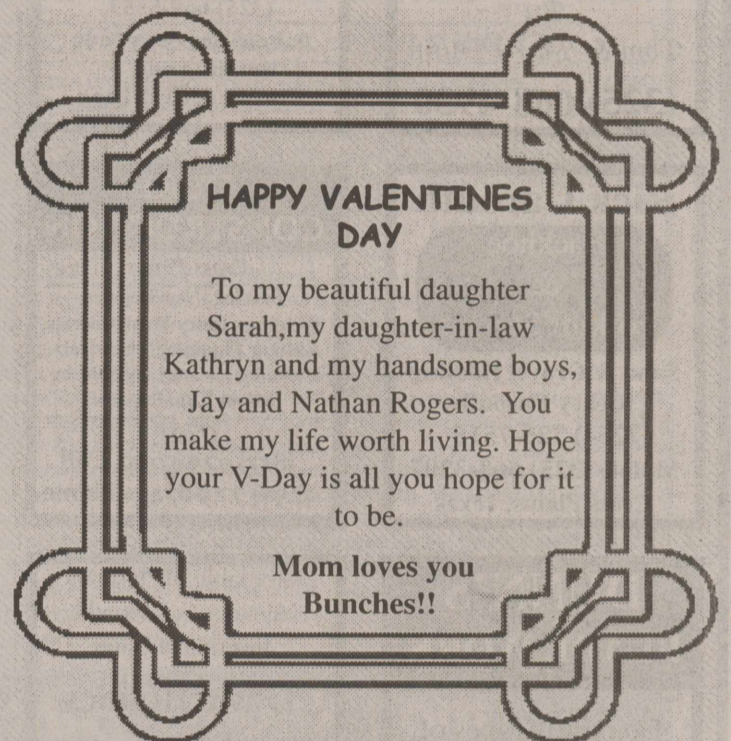 HAPPY VALENTINES
DAY
To my beautiful daughter
Sarah,my daughter-in-law
Kathryn and my handsome boys,
Jay and Nathan Rogers. You
make my life worth living. Hope
your V-Day is all you hope for it
to be.
Mom loves you
Bunches!!